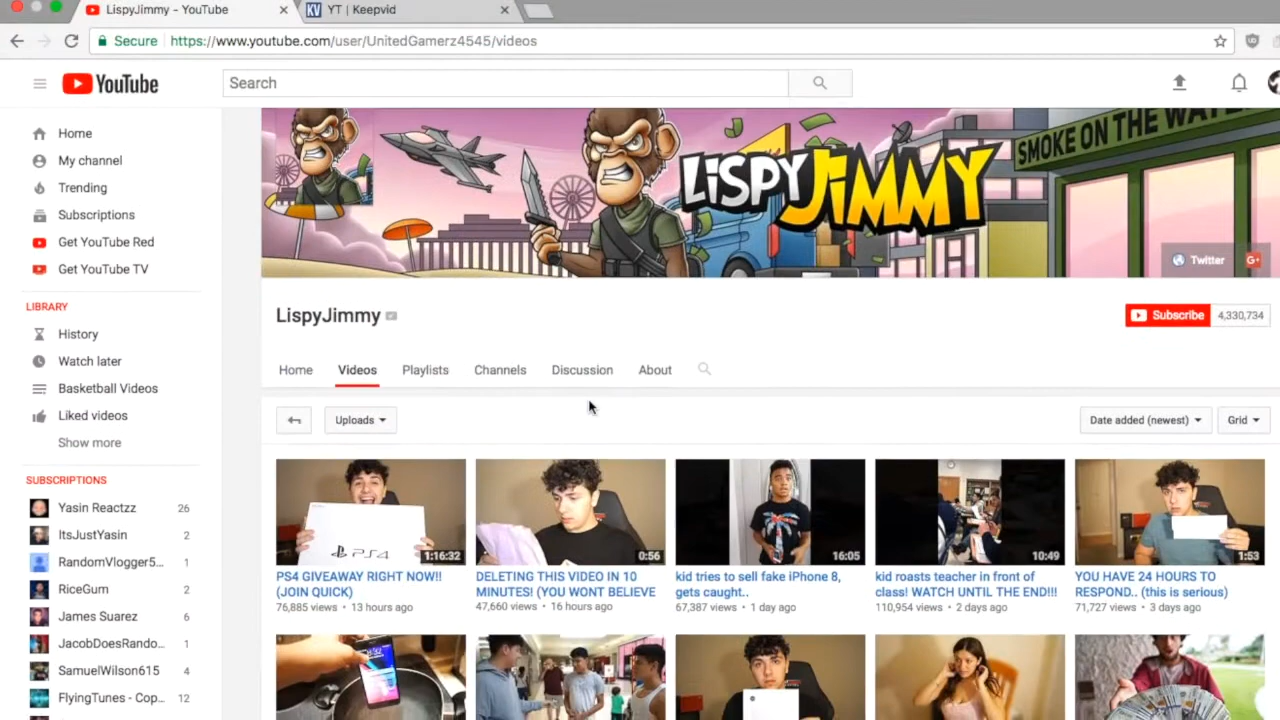 LispyJimmy - YouTube
KV YT | Keepvid
Secure https://www.youtube.com/user/UnitedGamerz4545/videos
YouTube
Search
Home
My channel
Trending
Subscriptions
Get YouTube Red
Get YouTube TV
LIBRARY
History
Watch later
Basketball Videos
Liked videos
Show more
SUBSCRIPTIONS
Yasin Reactzz 26
ItsJustYasin 2
RandomVlogger5... 1
RiceGum 2
James Suarez 6
JacobDoesRando... 1
SamuelWilson615 4
FlyingTunes - Cop... 12
LiSPYJiMMY
SMOKE ON THE WATE
Twitter G+
LispyJimmy
Subscribe 4,330,734
Home Videos Playlists Channels Discussion About
Uploads Date added (newest) Grid
PS4
1:16:32
0:56
16:05
10:49
1:53
PS4 GIVEAWAY RIGHT NOW!!
(JOIN QUICK)
76,885 views • 13 hours ago
DELETING THIS VIDEO IN 10
MINUTES! (YOU WONT BELIEVE
47,660 views • 16 hours ago
kid tries to sell fake iPhone 8,
gets caught..
67,387 views • 1 day ago
kid roasts teacher in front of
class! WATCH UNTIL THE END!!!
110,954 views • 2 days ago
YOU HAVE 24 HOURS TO
RESPOND.. (this is serious)
71,727 views • 3 days ago